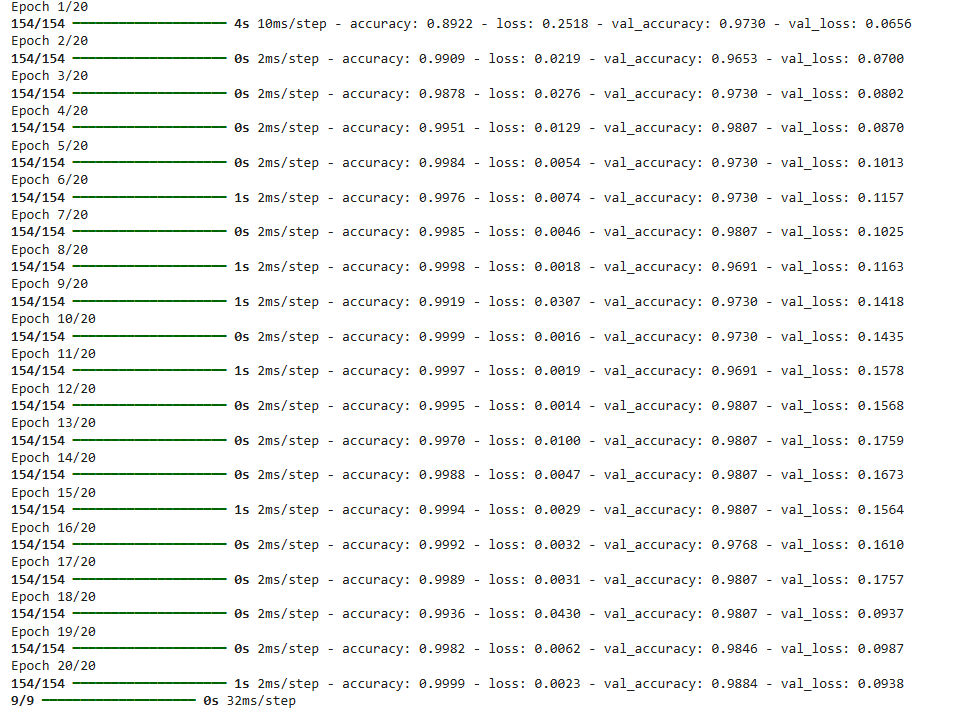 Epoch 1/20
154/154 ━━━━━━━━━━━━━━━━━━━━ 4s 10ms/step - accuracy: 0.8922 - loss: 0.2518 - val_accuracy: 0.9730 - val_loss: 0.0656
Epoch 2/20
154/154 ━━━━━━━━━━━━━━━━━━━━ 0s 2ms/step - accuracy: 0.9909 - loss: 0.0219 - val_accuracy: 0.9653 - val_loss: 0.0700
Epoch 3/20
154/154 ━━━━━━━━━━━━━━━━━━━━ 0s 2ms/step - accuracy: 0.9878 - loss: 0.0276 - val_accuracy: 0.9730 - val_loss: 0.0802
Epoch 4/20
154/154 ━━━━━━━━━━━━━━━━━━━━ 0s 2ms/step - accuracy: 0.9951 - loss: 0.0129 - val_accuracy: 0.9807 - val_loss: 0.0870
Epoch 5/20
154/154 ━━━━━━━━━━━━━━━━━━━━ 0s 2ms/step - accuracy: 0.9984 - loss: 0.0054 - val_accuracy: 0.9730 - val_loss: 0.1013
Epoch 6/20
154/154 ━━━━━━━━━━━━━━━━━━━━ 1s 2ms/step - accuracy: 0.9976 - loss: 0.0074 - val_accuracy: 0.9730 - val_loss: 0.1157
Epoch 7/20
154/154 ━━━━━━━━━━━━━━━━━━━━ 0s 2ms/step - accuracy: 0.9985 - loss: 0.0046 - val_accuracy: 0.9807 - val_loss: 0.1025
Epoch 8/20
154/154 ━━━━━━━━━━━━━━━━━━━━ 1s 2ms/step - accuracy: 0.9998 - loss: 0.0018 - val_accuracy: 0.9691 - val_loss: 0.1163
Epoch 9/20
154/154 ━━━━━━━━━━━━━━━━━━━━ 1s 2ms/step - accuracy: 0.9919 - loss: 0.0307 - val_accuracy: 0.9730 - val_loss: 0.1418
Epoch 10/20
154/154 ━━━━━━━━━━━━━━━━━━━━ 0s 2ms/step - accuracy: 0.9999 - loss: 0.0016 - val_accuracy: 0.9730 - val_loss: 0.1435
Epoch 11/20
154/154 ━━━━━━━━━━━━━━━━━━━━ 1s 2ms/step - accuracy: 0.9997 - loss: 0.0019 - val_accuracy: 0.9691 - val_loss: 0.1578
Epoch 12/20
154/154 ━━━━━━━━━━━━━━━━━━━━ 0s 2ms/step - accuracy: 0.9995 - loss: 0.0014 - val_accuracy: 0.9807 - val_loss: 0.1568
Epoch 13/20
154/154 ━━━━━━━━━━━━━━━━━━━━ 0s 2ms/step - accuracy: 0.9970 - loss: 0.0100 - val_accuracy: 0.9807 - val_loss: 0.1759
Epoch 14/20
154/154 ━━━━━━━━━━━━━━━━━━━━ 0s 2ms/step - accuracy: 0.9988 - loss: 0.0047 - val_accuracy: 0.9807 - val_loss: 0.1673
Epoch 15/20
154/154 ━━━━━━━━━━━━━━━━━━━━ 1s 2ms/step - accuracy: 0.9994 - loss: 0.0029 - val_accuracy: 0.9807 - val_loss: 0.1564
Epoch 16/20
154/154 ━━━━━━━━━━━━━━━━━━━━ 0s 2ms/step - accuracy: 0.9992 - loss: 0.0032 - val_accuracy: 0.9768 - val_loss: 0.1610
Epoch 17/20
154/154 ━━━━━━━━━━━━━━━━━━━━ 0s 2ms/step - accuracy: 0.9989 - loss: 0.0031 - val_accuracy: 0.9807 - val_loss: 0.1757
Epoch 18/20
154/154 ━━━━━━━━━━━━━━━━━━━━ 0s 2ms/step - accuracy: 0.9936 - loss: 0.0430 - val_accuracy: 0.9807 - val_loss: 0.0937
Epoch 19/20
154/154 ━━━━━━━━━━━━━━━━━━━━ 0s 2ms/step - accuracy: 0.9982 - loss: 0.0062 - val_accuracy: 0.9846 - val_loss: 0.0987
Epoch 20/20
154/154 ━━━━━━━━━━━━━━━━━━━━ 1s 2ms/step - accuracy: 0.9999 - loss: 0.0023 - val_accuracy: 0.9884 - val_loss: 0.0938
9/9 ━━━━━━━━━━━━━━━━━━━━ 0s 32ms/step